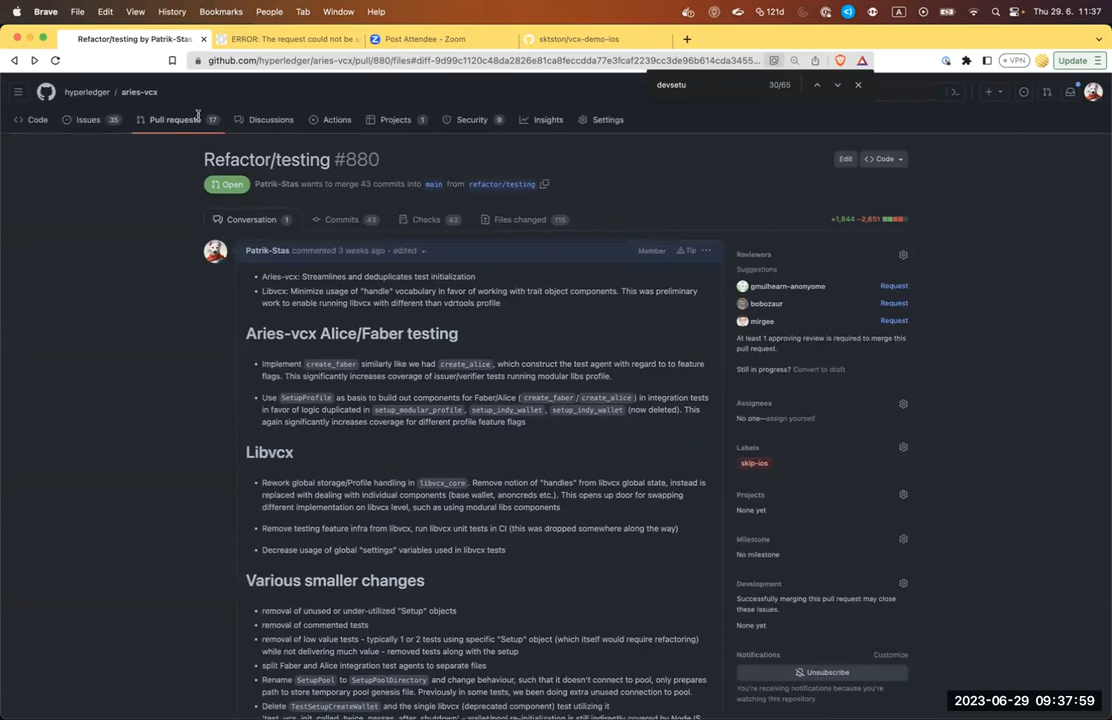 Brave File Edit View History Bookmarks People Tab Window Help 121d A Thu 29. 6. 11:37
Refactor/testing by Patrik-Stas ERROR: The request could not be s Post Attendee - Zoom sktston/vcx-demo-ios
github.com/hyperledger/aries-vcx/pull/880/files#diff-9d99c1120c48da2826e81ca8feccdda77e3fcaf2239cc3de96b614cda3455... VPN Update
devsetu 30/65
hyperledger / aries-vcx
Code Issues 35 Pull requests 17 Discussions Actions Projects 1 Security 9 Insights Settings
Refactor/testing #880
Edit Code
Open Patrik-Stas wants to merge 43 commits into main from refactor/testing
Conversation 1 Commits 43 Checks 43 Files changed 115 +1,844 −2,651
Patrik-Stas commented 3 weeks ago • edited Member Tip
• Aries-vcx: Streamlines and deduplicates test initialization
• Libvcx: Minimize usage of "handle" vocabulary in favor of working with trait object components. This was preliminary
work to enable running libvcx with different than vdrtools profile
Aries-vcx Alice/Faber testing
• Implement create_faber similarly like we had create_alice, which construct the test agent with regard to to feature
flags. This significantly increases coverage of issuer/verifier tests running modular libs profile.
• Use SetupProfile as basis to build out components for Faber/Alice (create_faber/create_alice) in integration tests
in favor of logic duplicated in setup_modular_profile, setup_indy_wallet, setup_indy_wallet (now deleted). This
again significantly increases coverage for different profile feature flags
Libvcx
• Rework global storage/Profile handling in libvcx_core. Remove notion of "handles" from libvcx global state, instead is
replaced with dealing with individual components (base wallet, anoncreds etc.). This opens up door for swapping
different implementation on libvcx level, such as using modural libs components
• Remove testing feature infra from libvcx, run libvcx unit tests in CI (this was dropped somewhere along the way)
• Decrease usage of global "settings" variables used in libvcx tests
Various smaller changes
• removal of unused or under-utilized "Setup" objects
• removal of commented tests
• removal of low value tests - typically 1 or 2 tests using specific "Setup" object (which itself would require refactoring)
while not delivering much value - removed tests along with the setup
• split Faber and Alice integration test agents to separate files
• Rename SetupPool to SetupPoolDirectory and change behaviour, such that it doesn't connect to pool, only prepares
path to store temporary pool genesis file. Previously in some tests, we been doing extra unused connection to pool.
• Delete TestSetupCreateWallet and the single libvcx (deprecated component) test utilizing it
Reviewers
Suggestions
gmulhearn-anonyome Request
bobozaur Request
mirgee Request
At least 1 approving review is required to merge this
pull request.
Still in progress? Convert to draft
Assignees
No one—assign yourself
Labels
skip-ios
Projects
None yet
Milestone
No milestone
Development
Successfully merging this pull request may close
these issues.
None yet
Notifications Customize
Unsubscribe
You're receiving notifications because you're
watching this repository.
2023-06-29 09:37:59